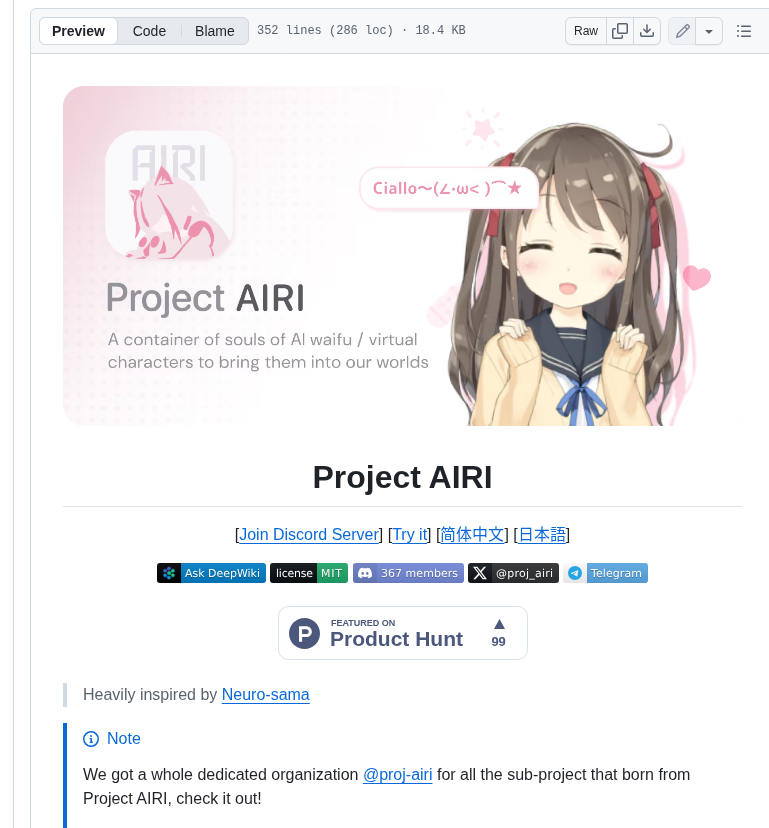 Preview Code Blame 352 lines (286 loc) · 18.4 KB Raw
AIRI
Ciallo～(∠・ω< )⌒★
Project AIRI
A container of souls of AI waifu / virtual
characters to bring them into our worlds
Project AIRI
[Join Discord Server] [Try it] [简体中文] [日本語]
Ask DeepWiki license MIT 367 members @proj_airi Telegram
FEATURED ON
Product Hunt
▲
99
Heavily inspired by Neuro-sama
Note
We got a whole dedicated organization @proj-airi for all the sub-project that born from
Project AIRI, check it out!